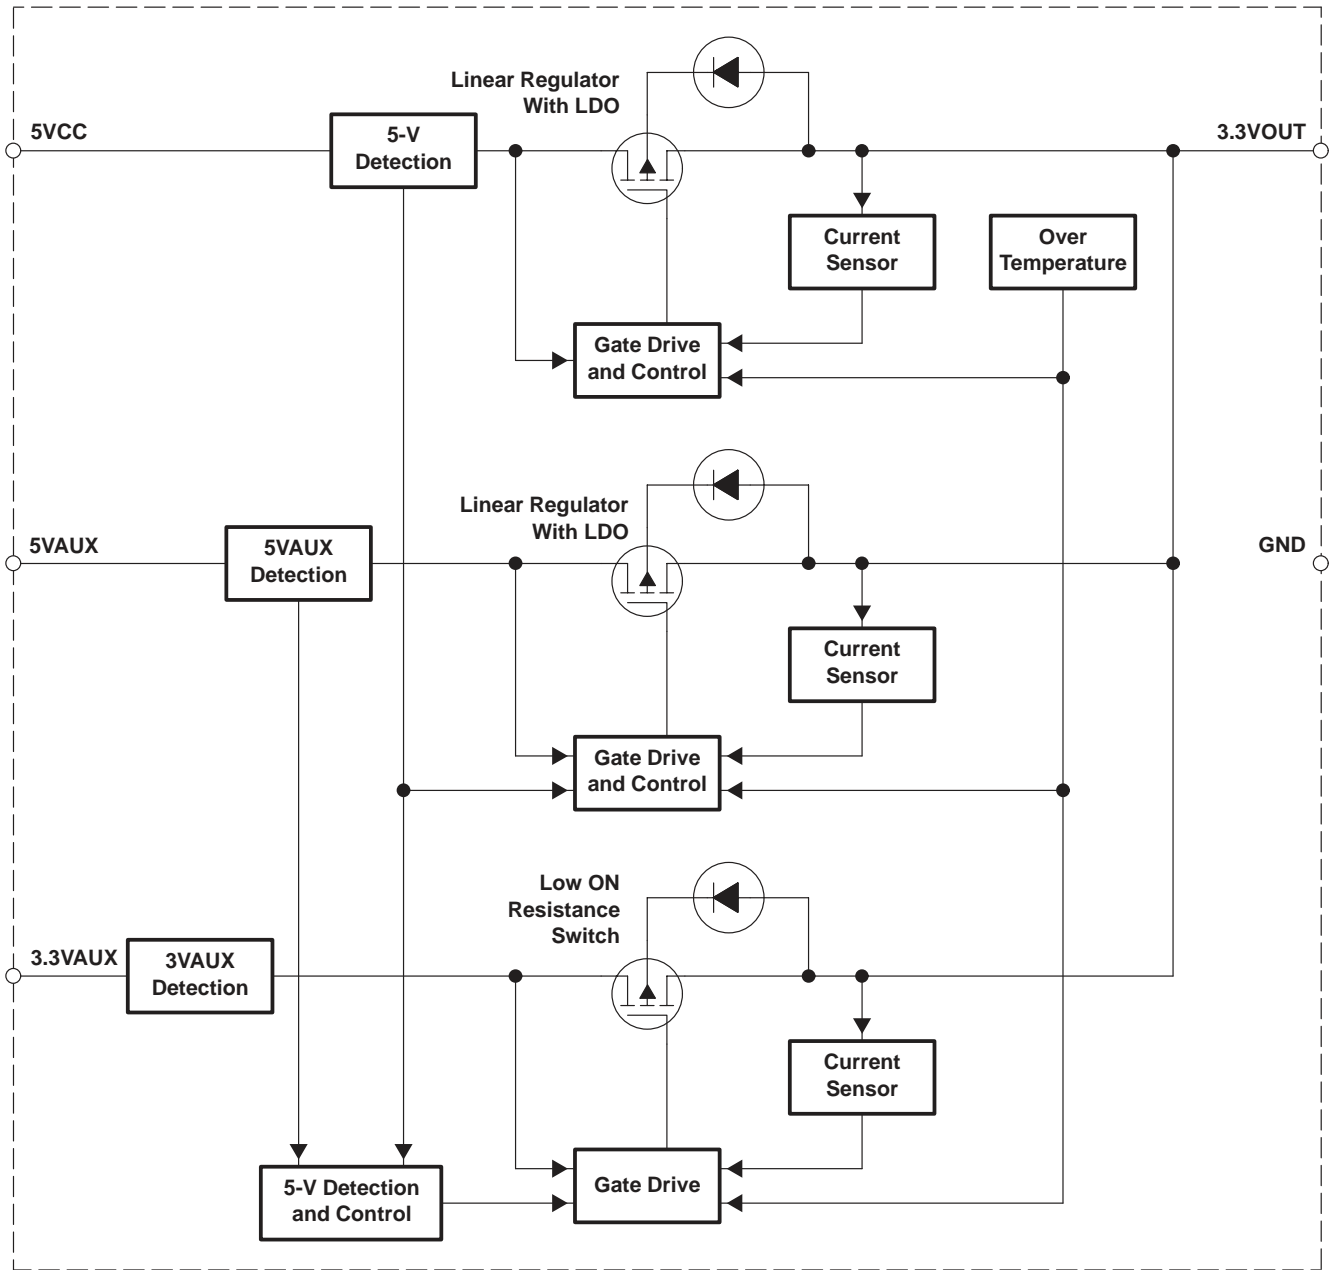 Linear Regulator
With LDO
5VCC
5-V
Detection
3.3VOUT
Current
Sensor
Over
Temperature
Gate Drive
and Control
Linear Regulator
With LDO
5VAUX
5VAUX
Detection
GND
Current
Sensor
Gate Drive
and Control
Low ON
Resistance
Switch
3.3VAUX
3VAUX
Detection
Current
Sensor
5-V Detection
and Control
Gate Drive